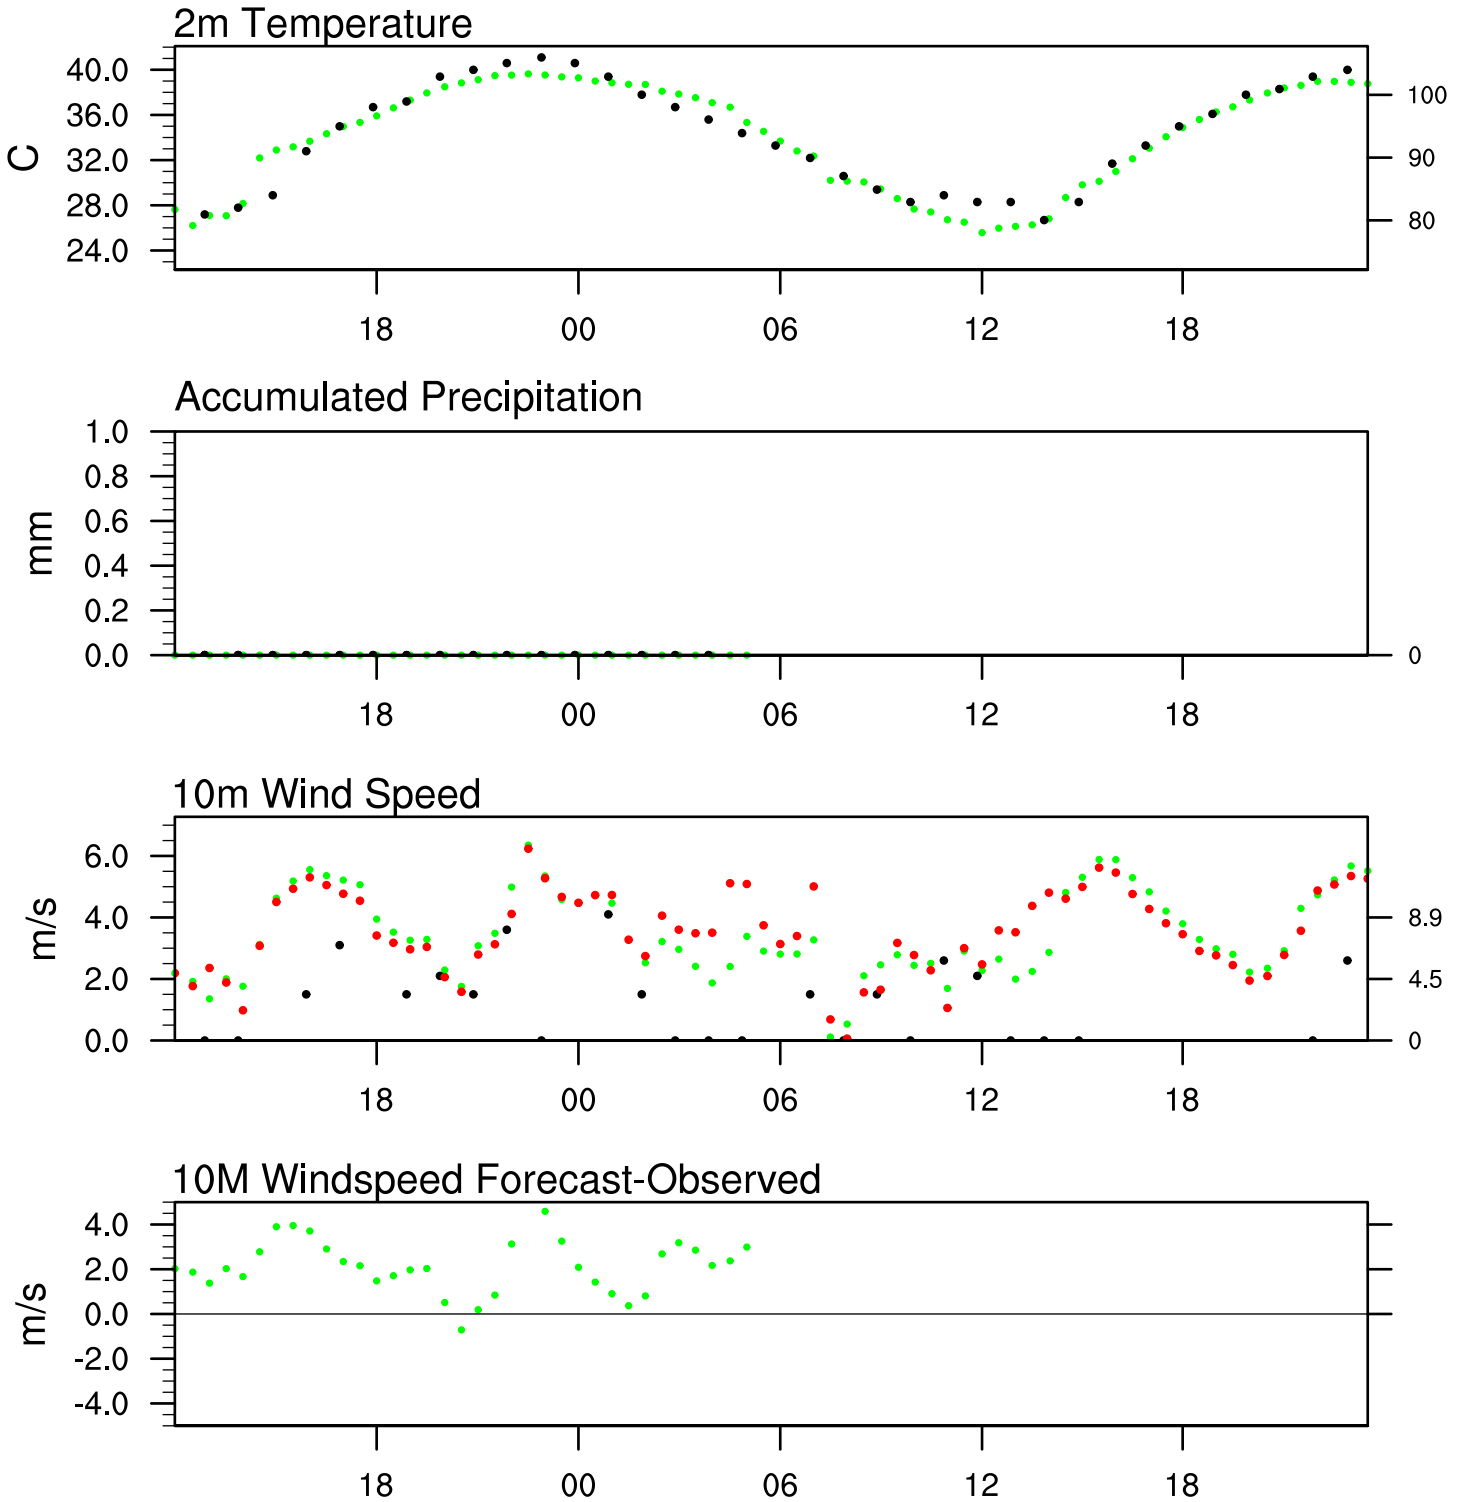 2m Temperature
40.0
36.0
32.0
28.0
24.0
C
100
90
80
18 00 06 12 18
Accumulated Precipitation
1.0
0.8
0.6
0.4
0.2
0.0
mm
0
18 00 06 12 18
10m Wind Speed
6.0
4.0
2.0
0.0
m/s
8.9
4.5
0
18 00 06 12 18
10M Windspeed Forecast-Observed
4.0
2.0
0.0
-2.0
-4.0
m/s
18 00 06 12 18